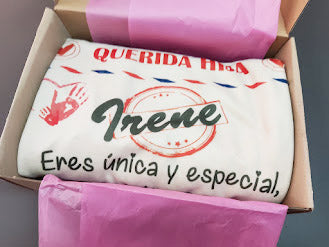 QUERIDA HIJA
Irene
Eres única y especial,